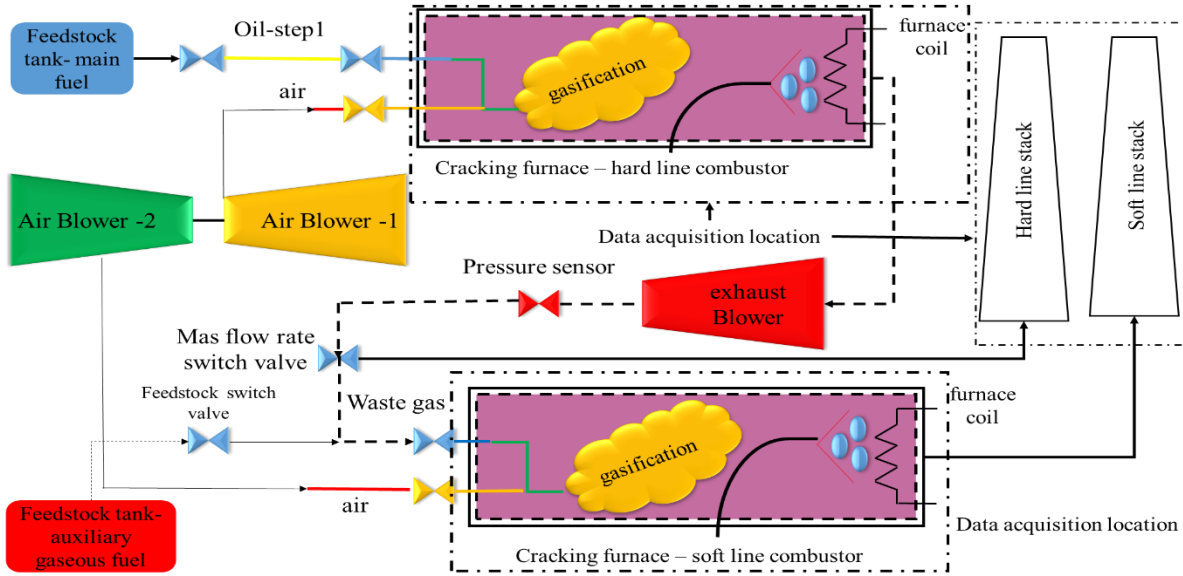 Feedstock
tank- main
fuel
Oil-step1
air
gasification
furnace
coil
Cracking furnace – hard line combustor
Hard line stack
Soft line stack
Air Blower -2
Air Blower -1
Data acquisition location
Pressure sensor
exhaust
Blower
Mas flow rate
switch valve
Feedstock switch
valve
Waste gas
furnace
coil
gasification
air
Feedstock tank-
auxiliary
gaseous fuel
Cracking furnace – soft line combustor
Data acquisition location